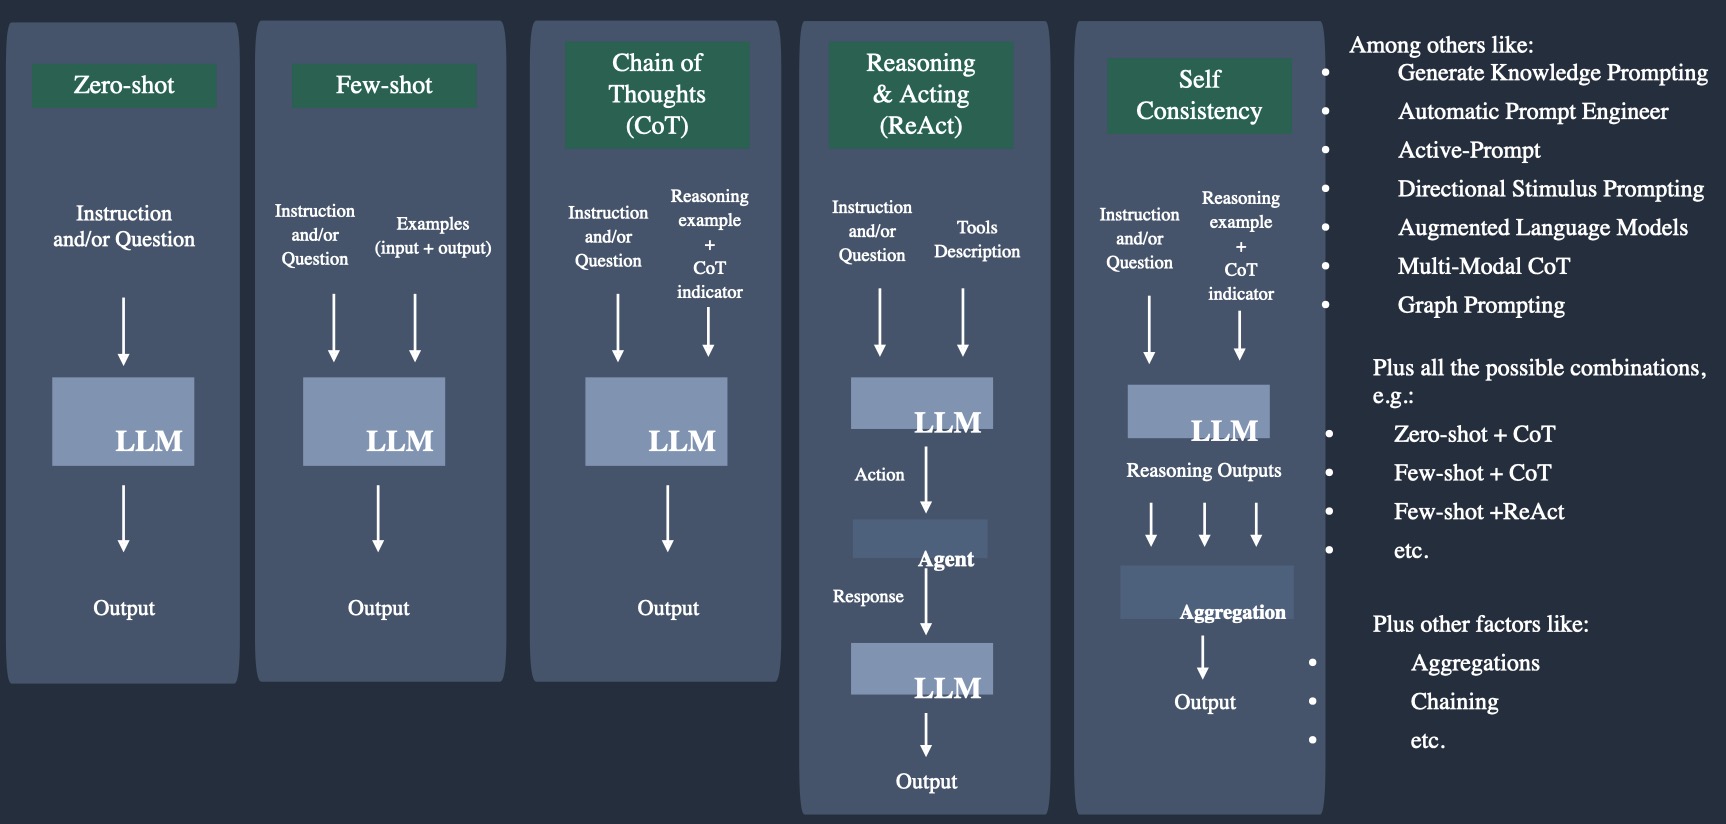 Zero-shot
Instruction
and/or Question
LLM
Output
Few-shot
Instruction
and/or
Question
Examples
(input + output)
LLM
Output
Chain of
Thoughts
(CoT)
Instruction
and/or
Question
Reasoning
example
+
CoT
indicator
LLM
Output
Reasoning
& Acting
(ReAct)
Instruction
and/or
Question
Tools
Description
LLM
Action
Agent
Response
LLM
Output
Self
Consistency
Instruction
and/or
Question
Reasoning
example
+
CoT
indicator
LLM
Reasoning Outputs
Aggregation
Output
Among others like:
• Generate Knowledge Prompting
• Automatic Prompt Engineer
• Active-Prompt
• Directional Stimulus Prompting
• Augmented Language Models
• Multi-Modal CoT
• Graph Prompting
Plus all the possible combinations,
e.g.:
• Zero-shot + CoT
• Few-shot + CoT
• Few-shot +ReAct
• etc.
Plus other factors like:
• Aggregations
• Chaining
• etc.